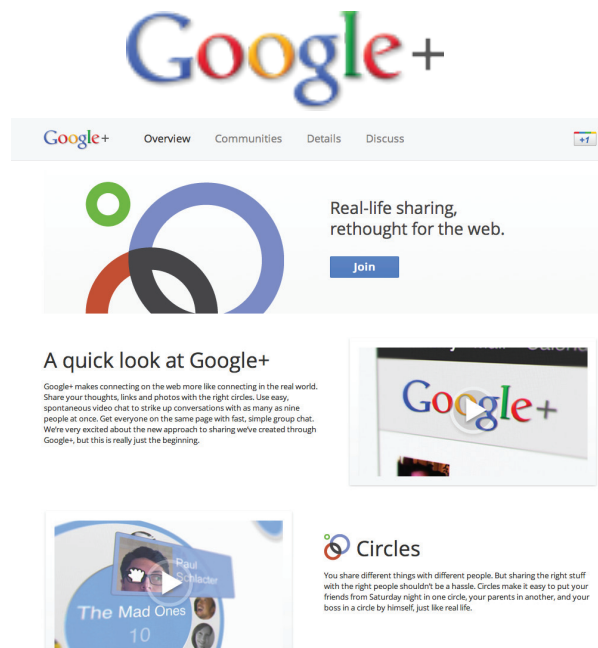 Google+
Google+ Overview Communities Details Discuss +1
Real-life sharing,
rethought for the web.
Join
A quick look at Google+
Google+ makes connecting on the web more like connecting in the real world.
Share your thoughts, links and photos with the right circles. Use easy,
spontaneous video chat to strike up conversations with as many as nine
people at once. Get everyone on the same page with fast, simple group chat.
We're very excited about the new approach to sharing we've created through
Google+, but this is really just the beginning.
Google+
Paul
Schlacter
The Mad Ones
10
Circles
You share different things with different people. But sharing the right stuff
with the right people shouldn't be a hassle. Circles make it easy to put your
friends from Saturday night in one circle, your parents in another, and your
boss in a circle by himself, just like real life.